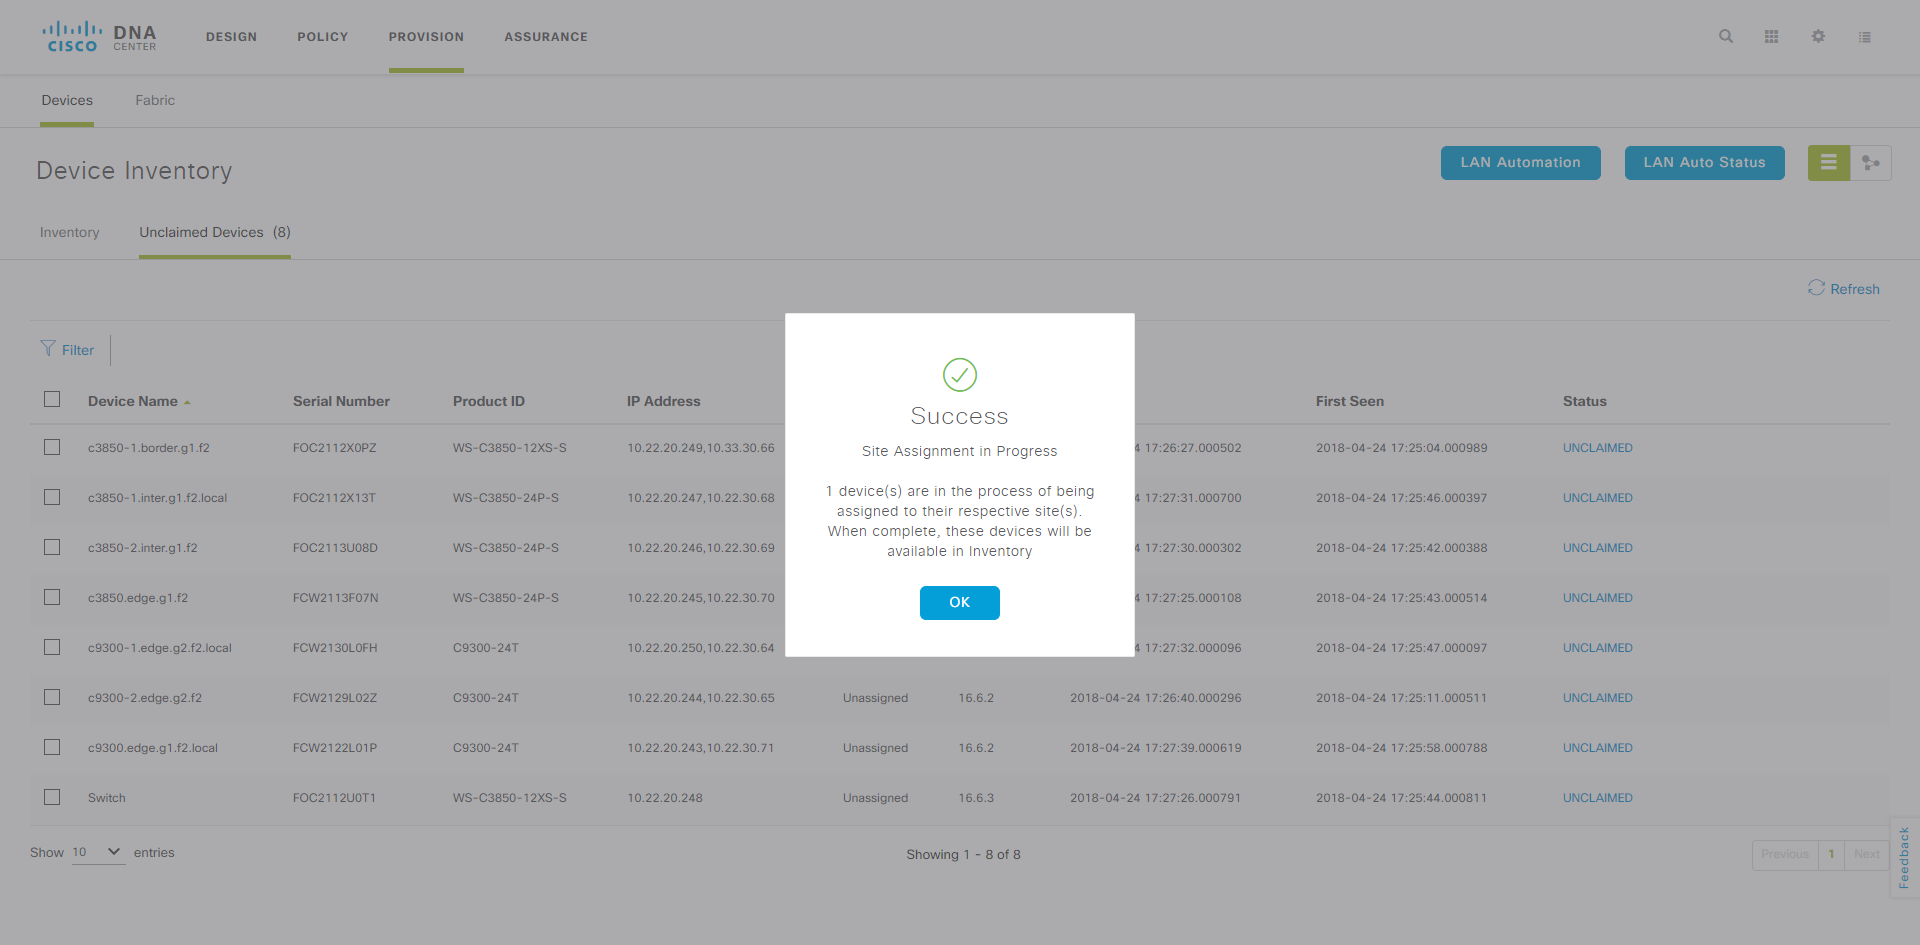 CISCO DNA CENTER DESIGN POLICY PROVISION ASSURANCE
Devices Fabric
Device Inventory LAN Automation LAN Auto Status
Inventory Unclaimed Devices (8)
Refresh
Filter
Device Name Serial Number Product ID IP Address First Seen Status
c3850-1.border.g1.f2 FOC2112X0PZ WS-C3850-12XS-S 10.22.20.249,10.33.30.66 4 17:26:27.000502 2018-04-24 17:25:04.000989 UNCLAIMED
c3850-1.inter.g1.f2.local FOC2112X13T WS-C3850-24P-S 10.22.20.247,10.22.30.68 4 17:27:31.000700 2018-04-24 17:25:46.000397 UNCLAIMED
c3850-2.inter.g1.f2 FOC2113U08D WS-C3850-24P-S 10.22.20.246,10.22.30.69 4 17:27:30.000302 2018-04-24 17:25:42.000388 UNCLAIMED
c3850.edge.g1.f2 FCW2113F07N WS-C3850-24P-S 10.22.20.245,10.22.30.70 4 17:27:25.000108 2018-04-24 17:25:43.000514 UNCLAIMED
c9300-1.edge.g2.f2.local FCW2130L0FH C9300-24T 10.22.20.250,10.22.30.64 4 17:27:32.000096 2018-04-24 17:25:47.000097 UNCLAIMED
c9300-2.edge.g2.f2 FCW2129L02Z C9300-24T 10.22.20.244,10.22.30.65 Unassigned 16.6.2 2018-04-24 17:26:40.000296 2018-04-24 17:25:11.000511 UNCLAIMED
c9300.edge.g1.f2.local FCW2122L01P C9300-24T 10.22.20.243,10.22.30.71 Unassigned 16.6.2 2018-04-24 17:27:39.000619 2018-04-24 17:25:58.000788 UNCLAIMED
Switch FOC2112U0T1 WS-C3850-12XS-S 10.22.20.248 Unassigned 16.6.3 2018-04-24 17:27:26.000791 2018-04-24 17:25:44.000811 UNCLAIMED
Show 10 entries Showing 1 - 8 of 8 Previous 1 Next
Feedback
Success
Site Assignment in Progress
1 device(s) are in the process of being
assigned to their respective site(s).
When complete, these devices will be
available in Inventory
OK